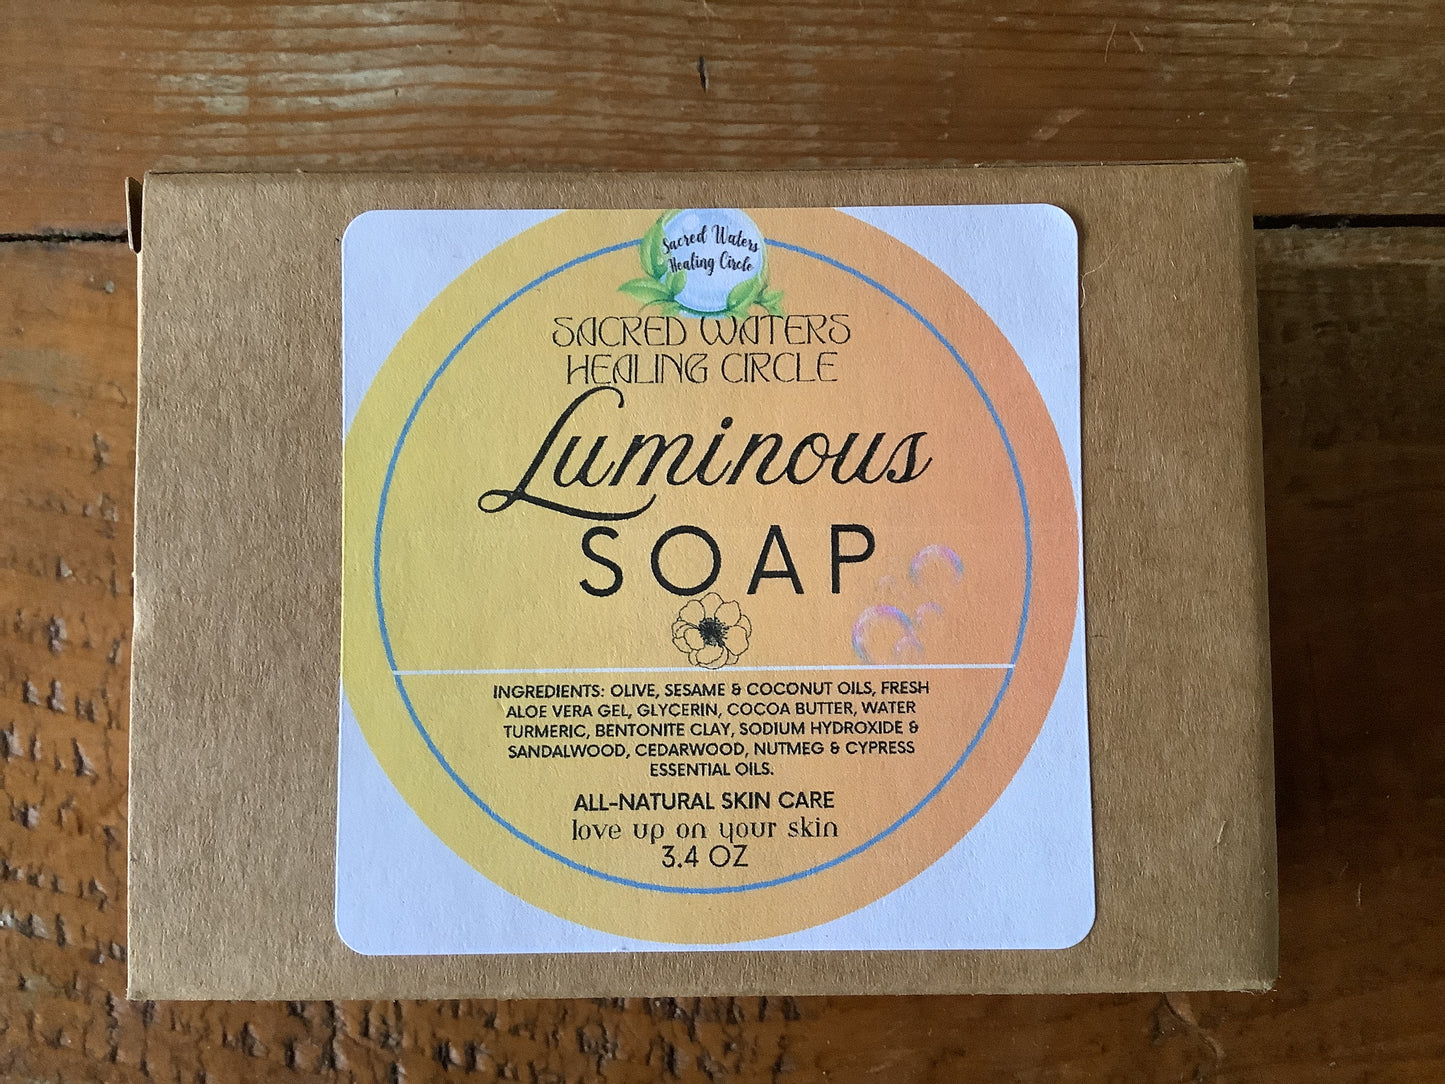 Sacred Waters
Healing Circle
SACRED WATERS
HEALING CIRCLE
Luminous
SOAP
INGREDIENTS: OLIVE, SESAME & COCONUT OILS, FRESH
ALOE VERA GEL, GLYCERIN, COCOA BUTTER, WATER
TURMERIC, BENTONITE CLAY, SODIUM HYDROXIDE &
SANDALWOOD, CEDARWOOD, NUTMEG & CYPRESS
ESSENTIAL OILS.
ALL-NATURAL SKIN CARE
love up on your skin
3.4 OZ